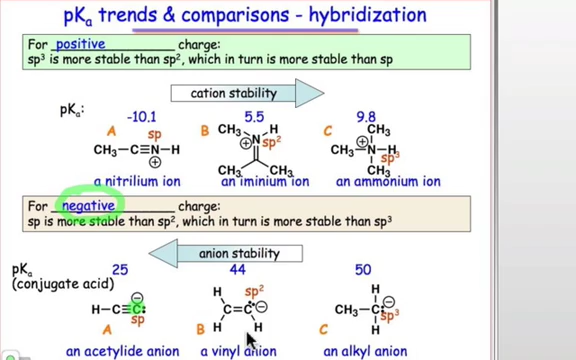 pKa trends & comparisons - hybridization
For positive charge:
sp³ is more stable than sp², which in turn is more stable than sp
cation stability
pKa: -10.1 5.5 9.8
A sp CH₃-C≡N-H ⊕
B CH₃ H ⊕ N sp² CH₃ CH₃
C CH₃ CH₃ ⊕ N-H sp³ CH₃
a nitrilium ion an iminium ion an ammonium ion
For negative charge:
sp is more stable than sp², which in turn is more stable than sp³
anion stability
pKa 25 44 50
(conjugate acid)
H-C≡C: ⊖ sp A
H sp² C=C ⊖ H H B
H CH₃-C: ⊖ sp³ H C
an acetylide anion a vinyl anion an alkyl anion